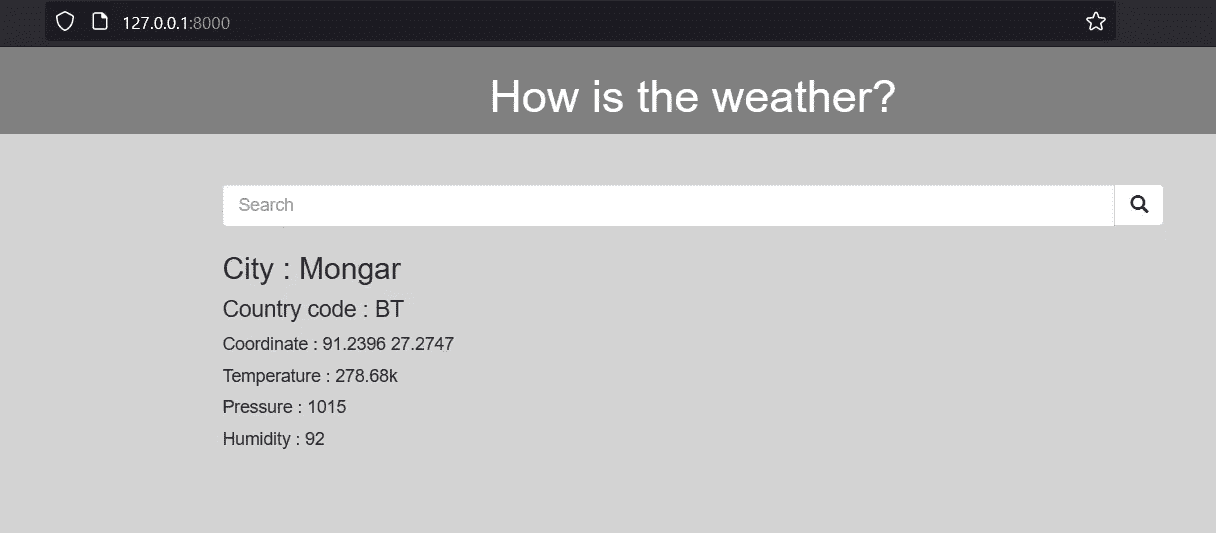 127.0.0.1:8000
How is the weather?
Search
City : Mongar
Country code : BT
Coordinate : 91.2396 27.2747
Temperature : 278.68k
Pressure : 1015
Humidity : 92